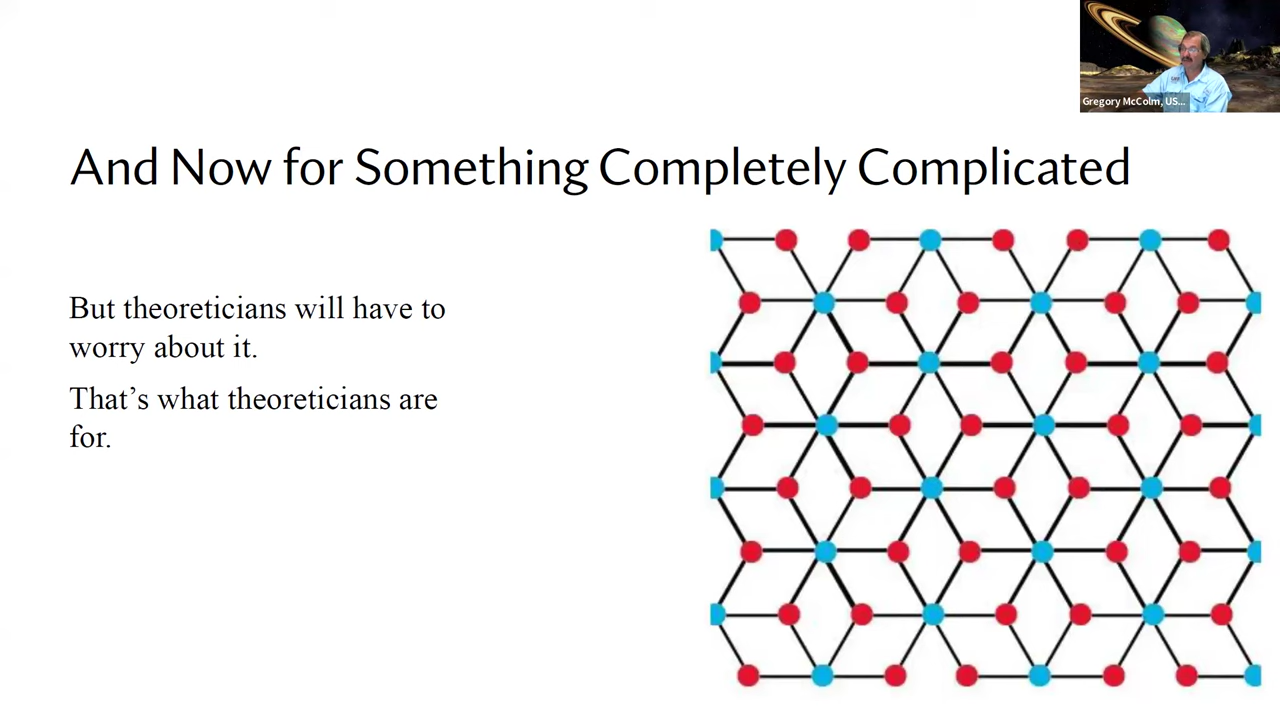 Gregory McColm, US...
And Now for Something Completely Complicated
But theoreticians will have to
worry about it.
That’s what theoreticians are
for.